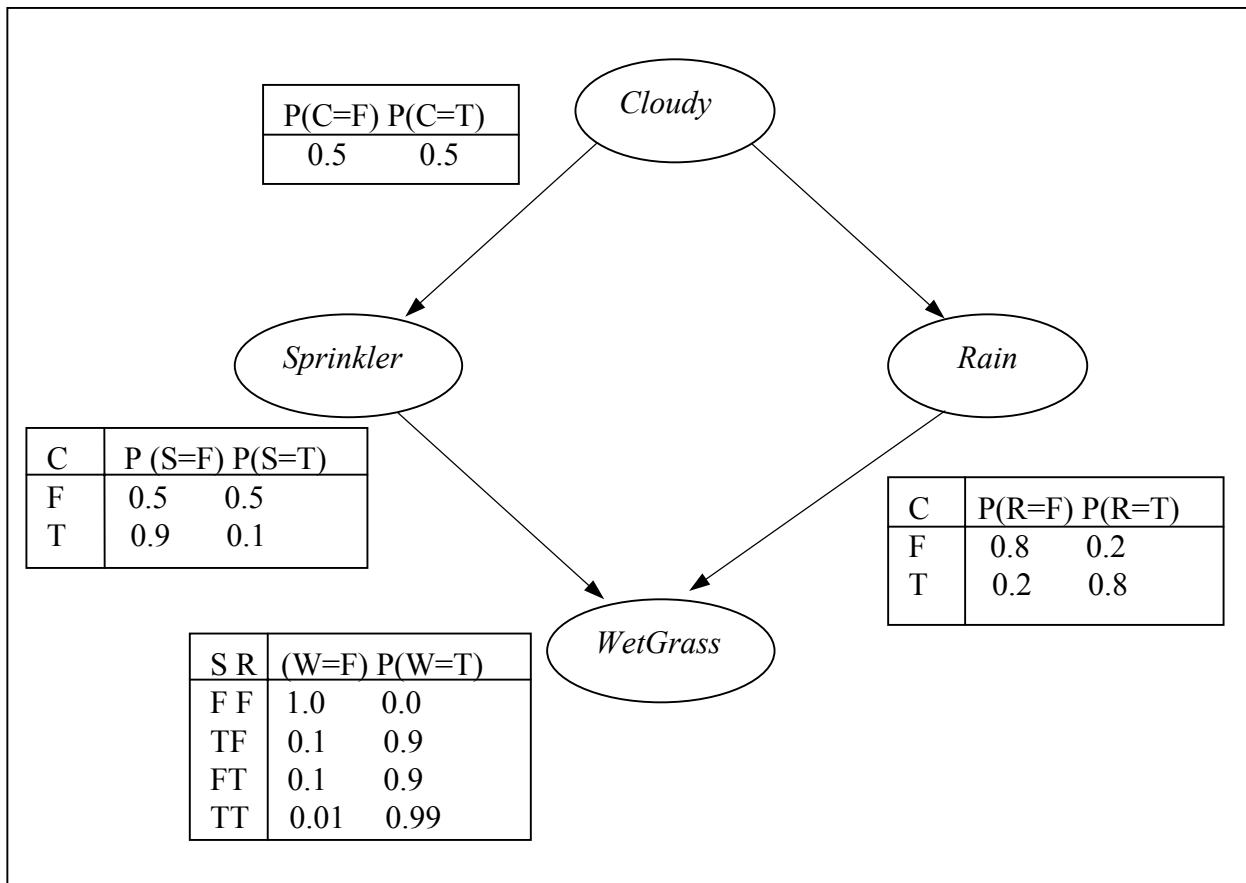 Cloudy
P(C=F) P(C=T)
0.5 0.5
Sprinkler
Rain
C P (S=F) P(S=T)
F 0.5 0.5
T 0.9 0.1
C P(R=F) P(R=T)
F 0.8 0.2
T 0.2 0.8
WetGrass
S R (W=F) P(W=T)
F F 1.0 0.0
TF 0.1 0.9
FT 0.1 0.9
TT 0.01 0.99